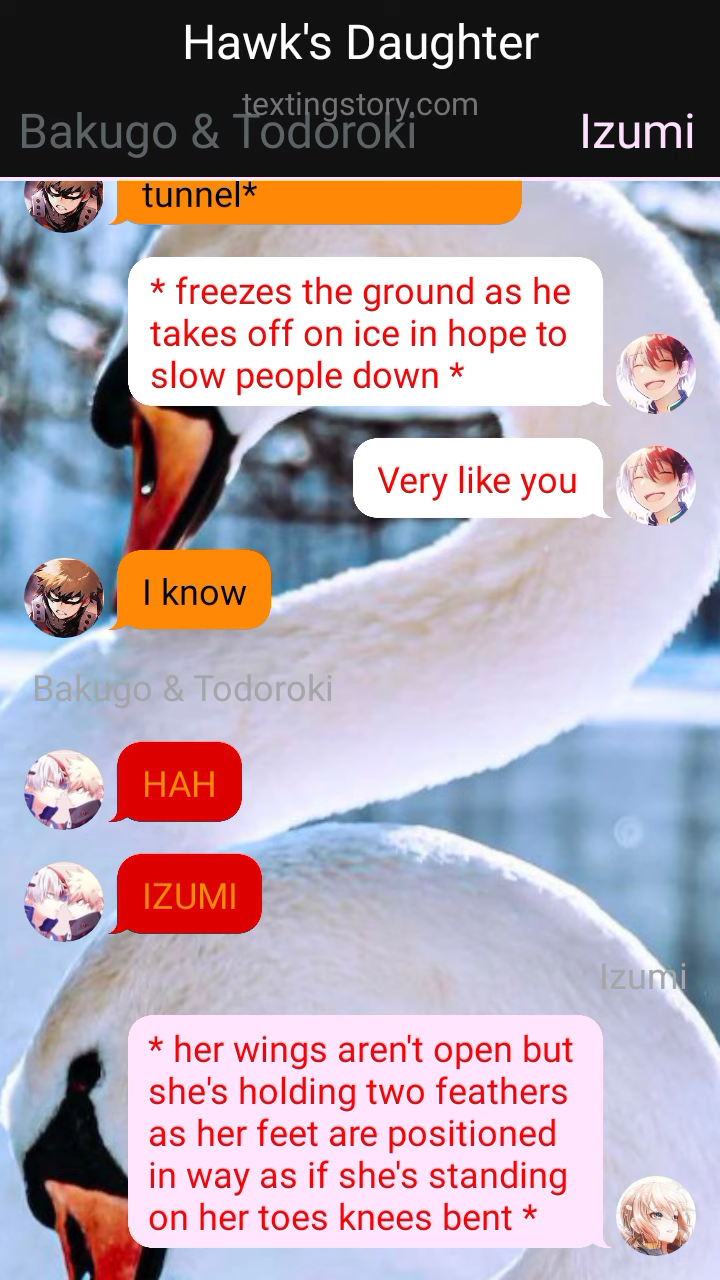 Hawk's Daughter
textingstory.com
Bakugo & Todoroki
Izumi
tunnel*
* freezes the ground as he
takes off on ice in hope to
slow people down *
Very like you
I know
Bakugo & Todoroki
HAH
IZUMI
Izumi
* her wings aren't open but
she's holding two feathers
as her feet are positioned
in way as if she's standing
on her toes knees bent *